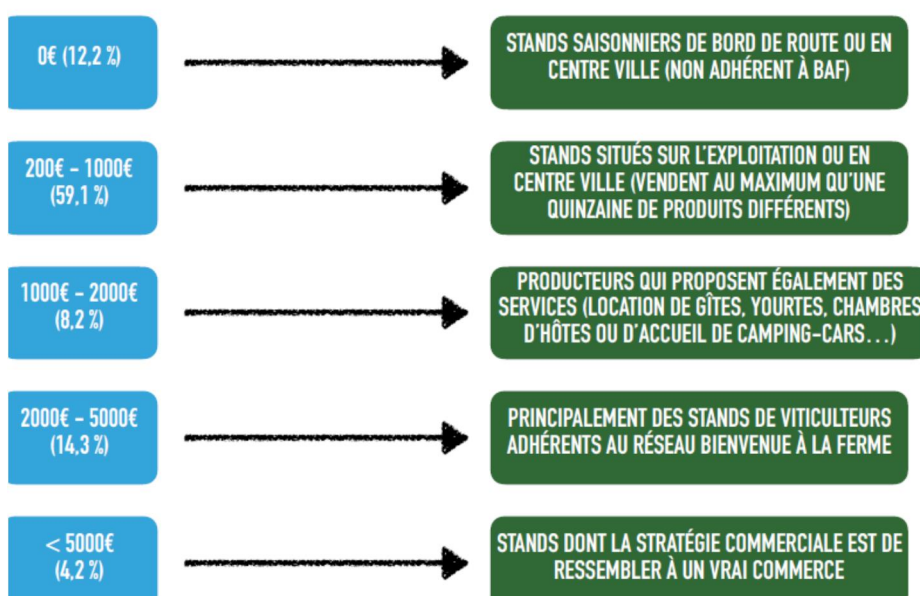 0€ (12,2 %)
STANDS SAISONNIERS DE BORD DE ROUTE OU EN
CENTRE VILLE (NON ADHÉRENT À BAF)
200€ - 1000€
(59,1 %)
STANDS SITUÉS SUR L'EXPLOITATION OU EN
CENTRE VILLE (VENDENT AU MAXIMUM QU'UNE
QUINZAINE DE PRODUITS DIFFÉRENTS)
1000€ - 2000€
(8,2 %)
PRODUCTEURS QUI PROPOSENT ÉGALEMENT DES
SERVICES (LOCATION DE GÎTES, YOURTES, CHAMBRES
D'HÔTES OU D'ACCUEIL DE CAMPING-CARS...)
2000€ - 5000€
(14,3 %)
PRINCIPALEMENT DES STANDS DE VITICULTEURS
ADHÉRENTS AU RÉSEAU BIENVENUE À LA FERME
< 5000€
(4,2 %)
STANDS DONT LA STRATÉGIE COMMERCIALE EST DE
RESSEMBLER À UN VRAI COMMERCE